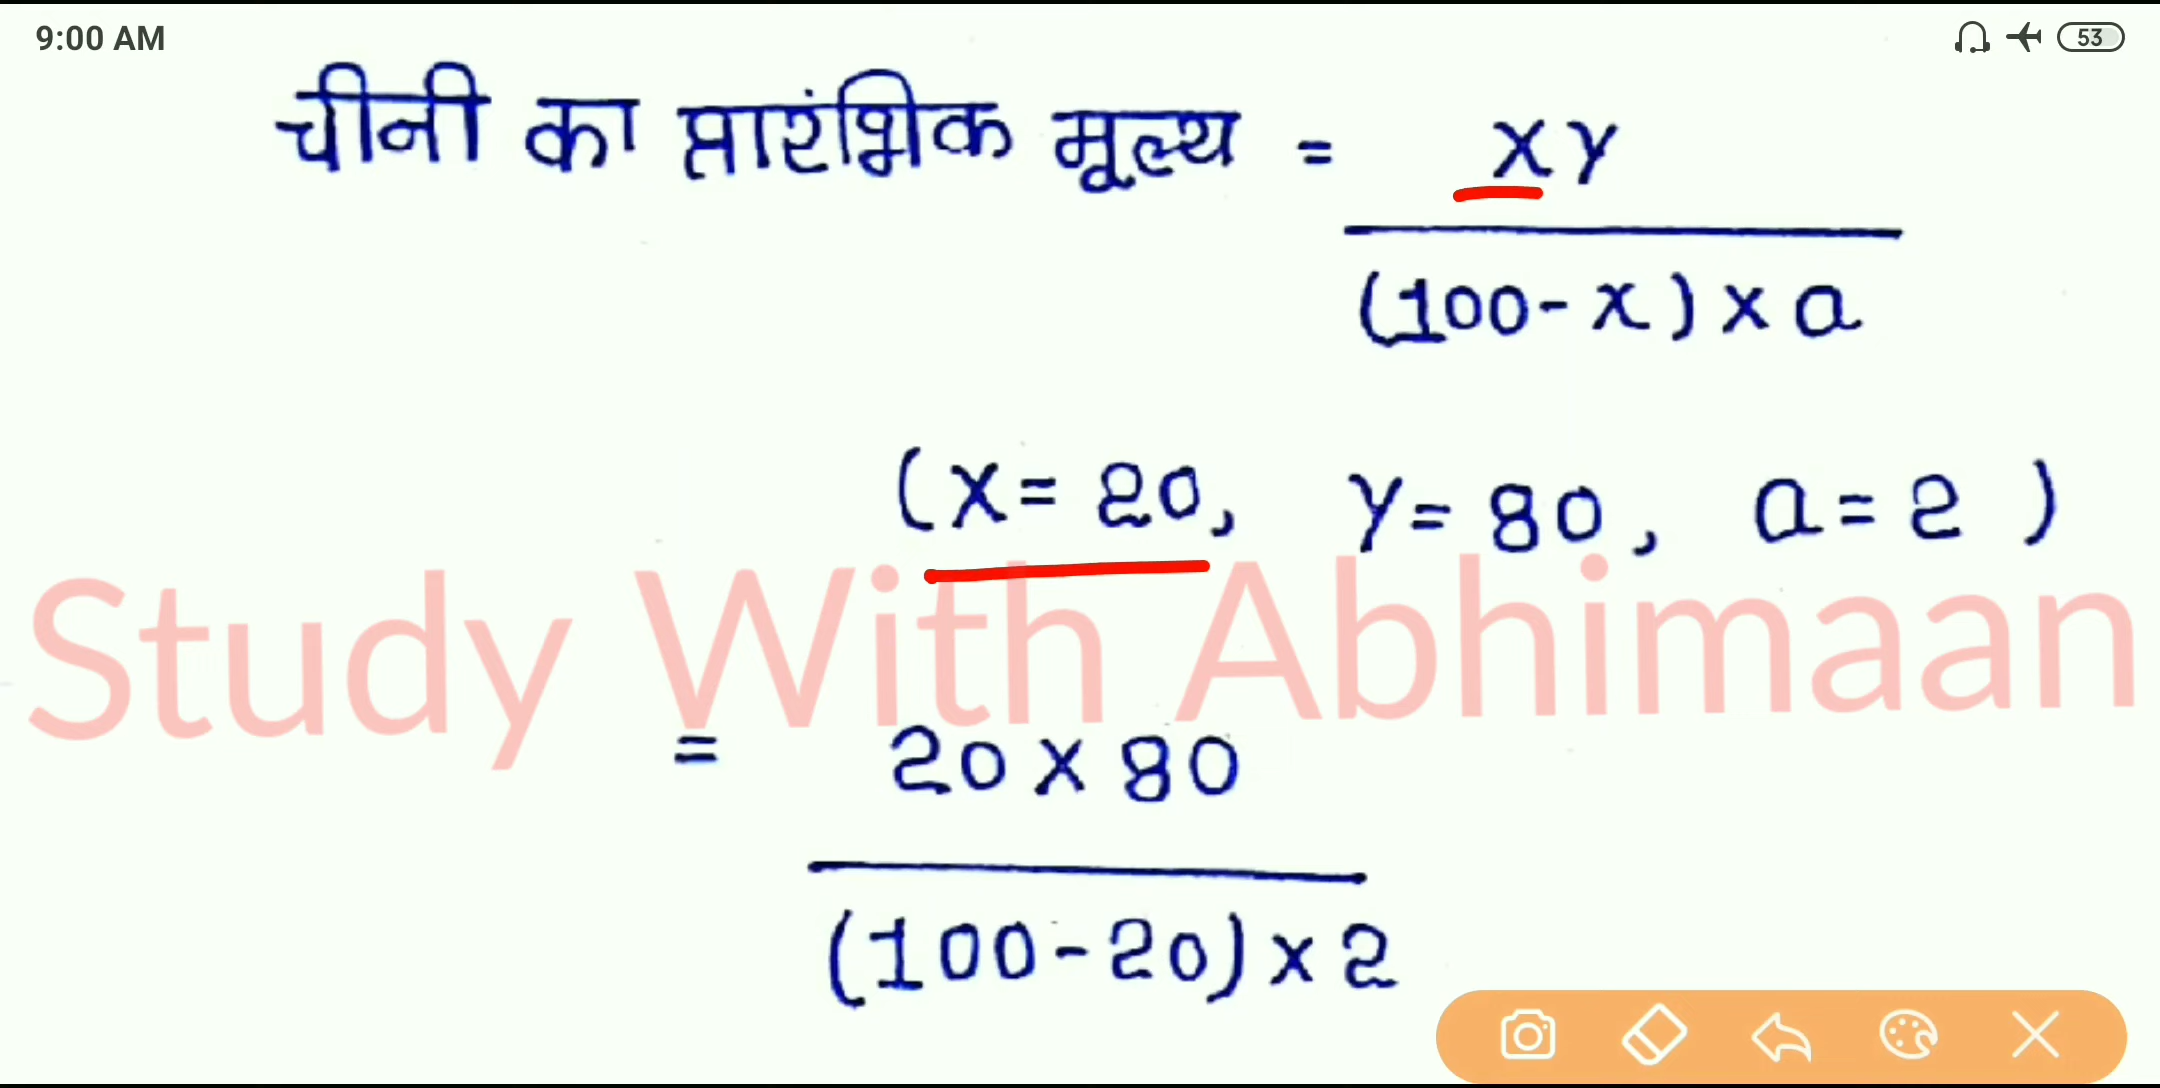 9:00 AM 53
चीनी का प्रारंभिक मूल्य = XY
(100-x) x a
(x = 20, y = 80, a = 2 )
Study With Abhimaan
= 20 x 80
(100-20) x 2